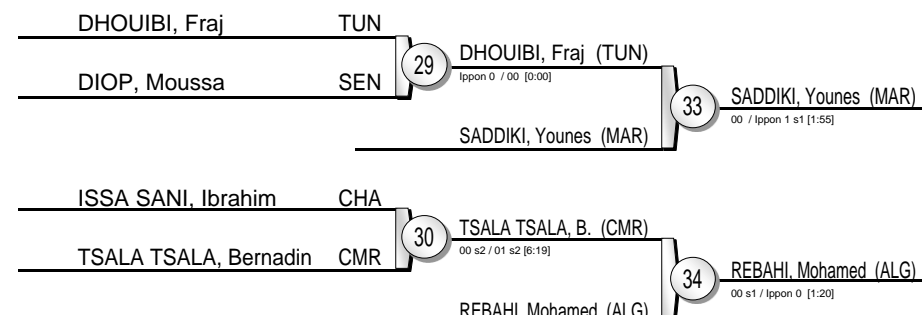 DHOUIBI, Fraj TUN
29
DHOUIBI, Fraj (TUN)
Ippon 0 / 00 [0:00]
DIOP, Moussa SEN
33
SADDIKI, Younes (MAR)
00 / Ippon 1 s1 [1:55]
SADDIKI, Younes (MAR)
ISSA SANI, Ibrahim CHA
30
TSALA TSALA, B. (CMR)
00 s2 / 01 s2 [6:19]
TSALA TSALA, Bernadin CMR
34
REBAHI, Mohamed (ALG)
00 s1 / Ippon 0 [1:20]
REBAHI, Mohamed (ALG)